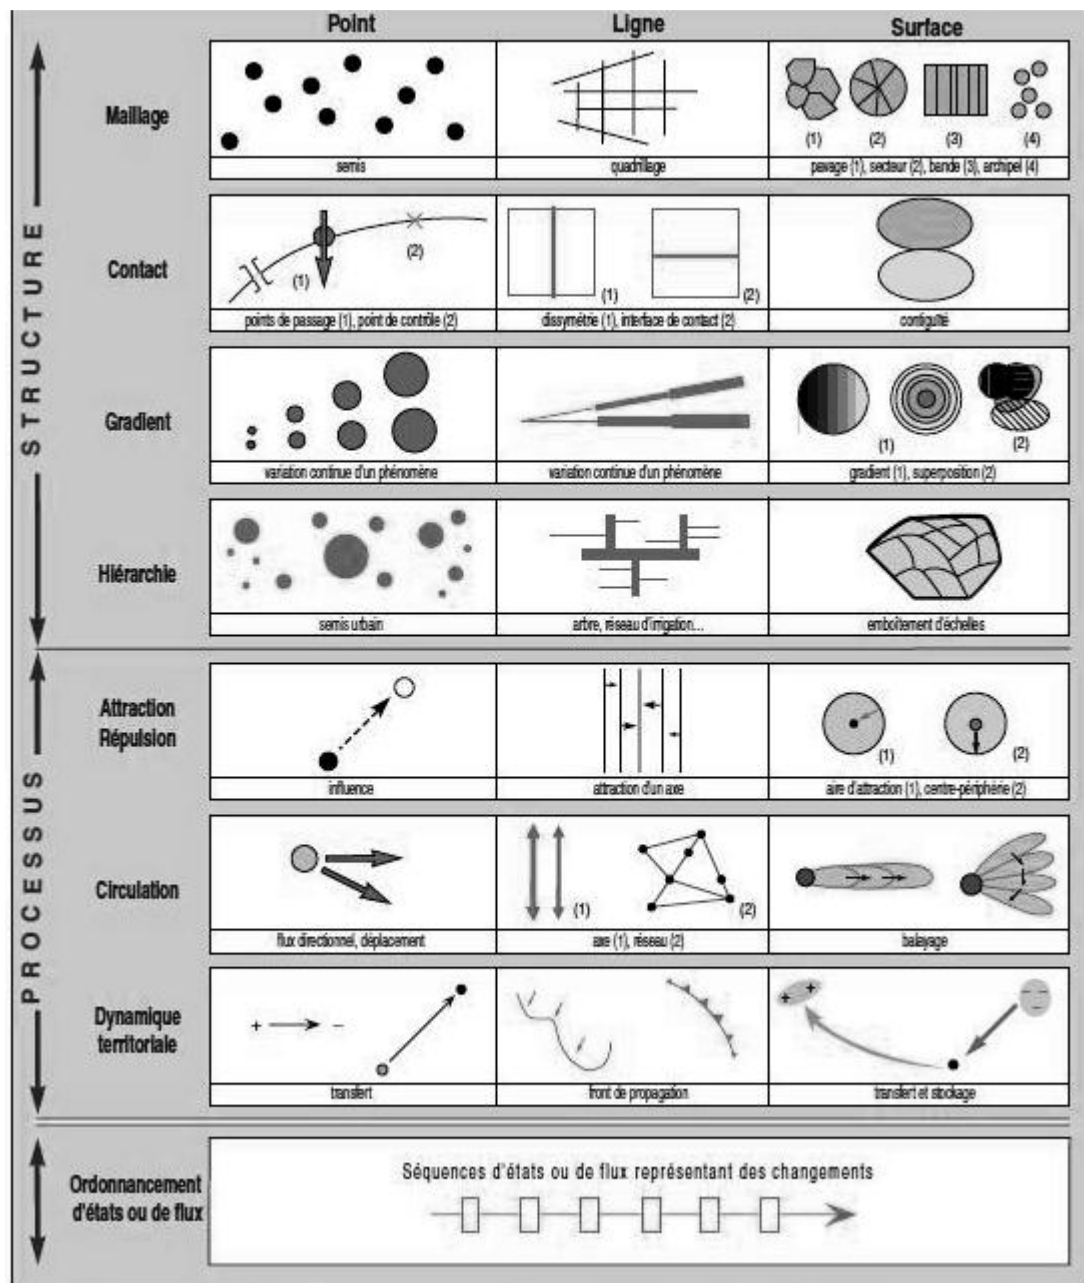 Point Ligne Surface
STRUCTURE
Maillage
(1) (2) (3) (4)
semis
quadrillage
pavage (1), secteur (2), bande (3), archipel (4)
Contact
(1) (2)
(1) (2)
points de passage (1), point de contrôle (2)
dissymétrie (1), interface de contact (2)
contiguïté
Gradient
(1) (2)
variation continue d'un phénomène
variation continue d'un phénomène
gradient (1), superposition (2)
Hiérarchie
semis urbain
arbre, réseau d'irrigation...
emboîtement d'échelles
PROCESSUS
Attraction
Répulsion
(1) (2)
influence
attraction d'un axe
aire d'attraction (1), centre-périphérie (2)
Circulation
(1) (2)
flux directionnel, déplacement
axe (1), réseau (2)
balayage
Dynamique
territoriale
+ −
+ + − − −
transfert
front de propagation
transfert et stockage
Ordonnancement
d'états ou de flux
Séquences d'états ou de flux représentant des changements